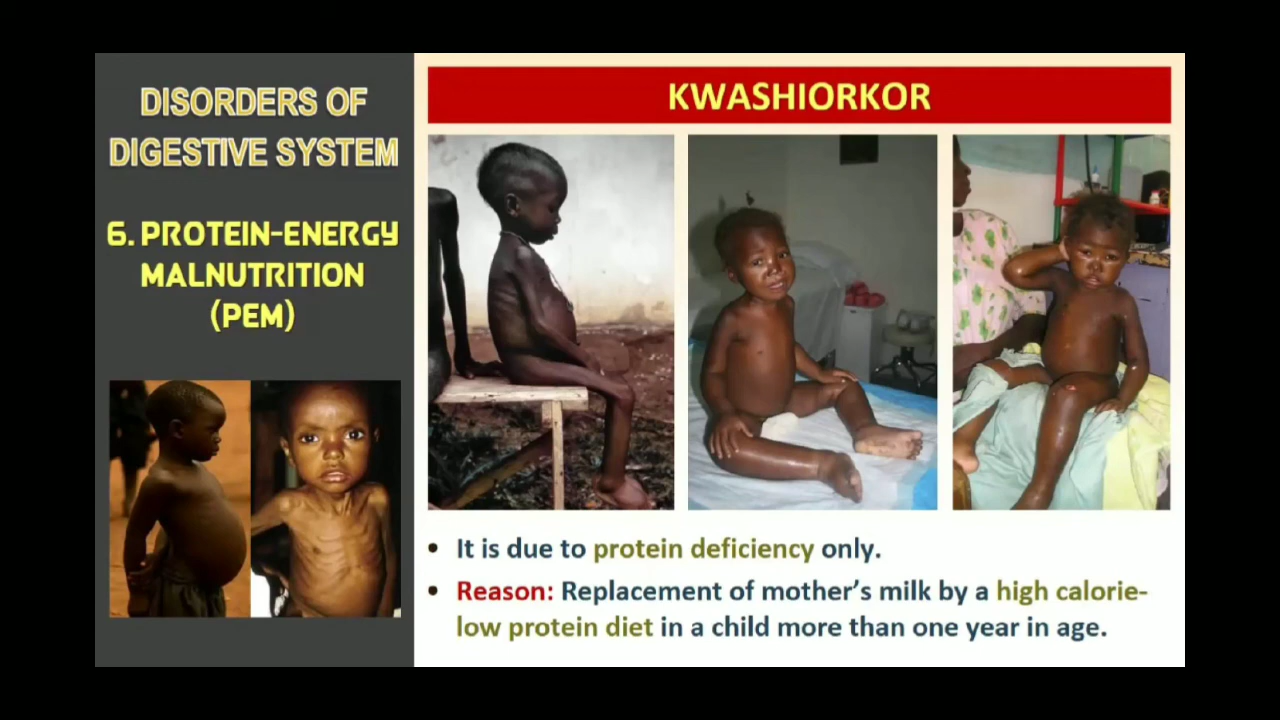 DISORDERS OF
DIGESTIVE SYSTEM
6. PROTEIN-ENERGY
MALNUTRITION
(PEM)
KWASHIORKOR
• It is due to protein deficiency only.
• Reason: Replacement of mother's milk by a high calorie-
low protein diet in a child more than one year in age.